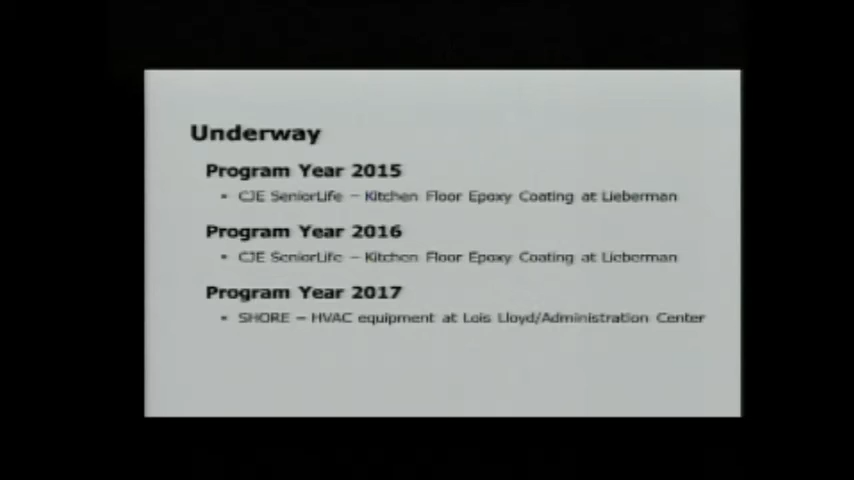 Underway
Program Year 2015
• CJE SeniorLife – Kitchen Floor Epoxy Coating at Lieberman
Program Year 2016
• CJE SeniorLife – Kitchen Floor Epoxy Coating at Lieberman
Program Year 2017
• SHORE – HVAC equipment at Lois Lloyd/Administration Center